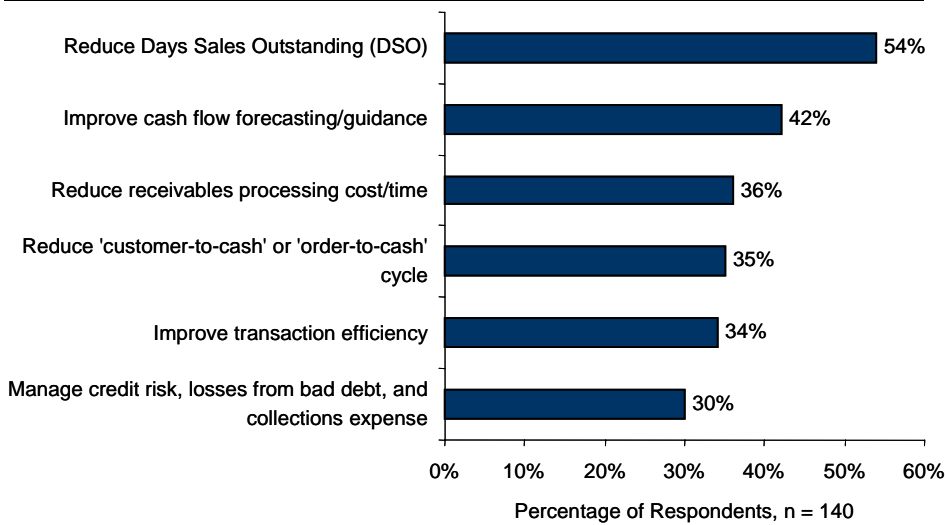 Reduce Days Sales Outstanding (DSO)
54%
Improve cash flow forecasting/guidance
42%
Reduce receivables processing cost/time
36%
Reduce 'customer-to-cash' or 'order-to-cash'
cycle
35%
Improve transaction efficiency
34%
Manage credit risk, losses from bad debt, and
collections expense
30%
0% 10% 20% 30% 40% 50% 60%
Percentage of Respondents, n = 140